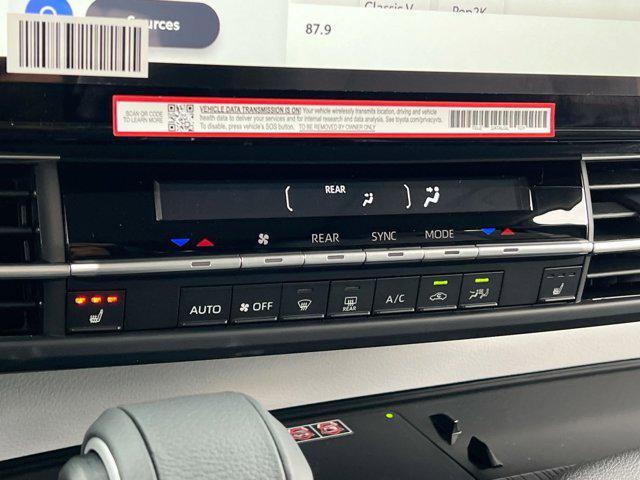 Sources
87.9
Classic V
Pop2K
SCAN QR CODE
TO LEARN MORE
VEHICLE DATA TRANSMISSION IS ON! Your vehicle wirelessly transmits location, driving and vehicle
health data to deliver your services and for internal research and data analysis. See toyota.com/privacyvts.
To disable, press vehicle's SOS button. TO BE REMOVED BY OWNER ONLY
REAR
REAR SYNC MODE
AUTO OFF REAR A/C